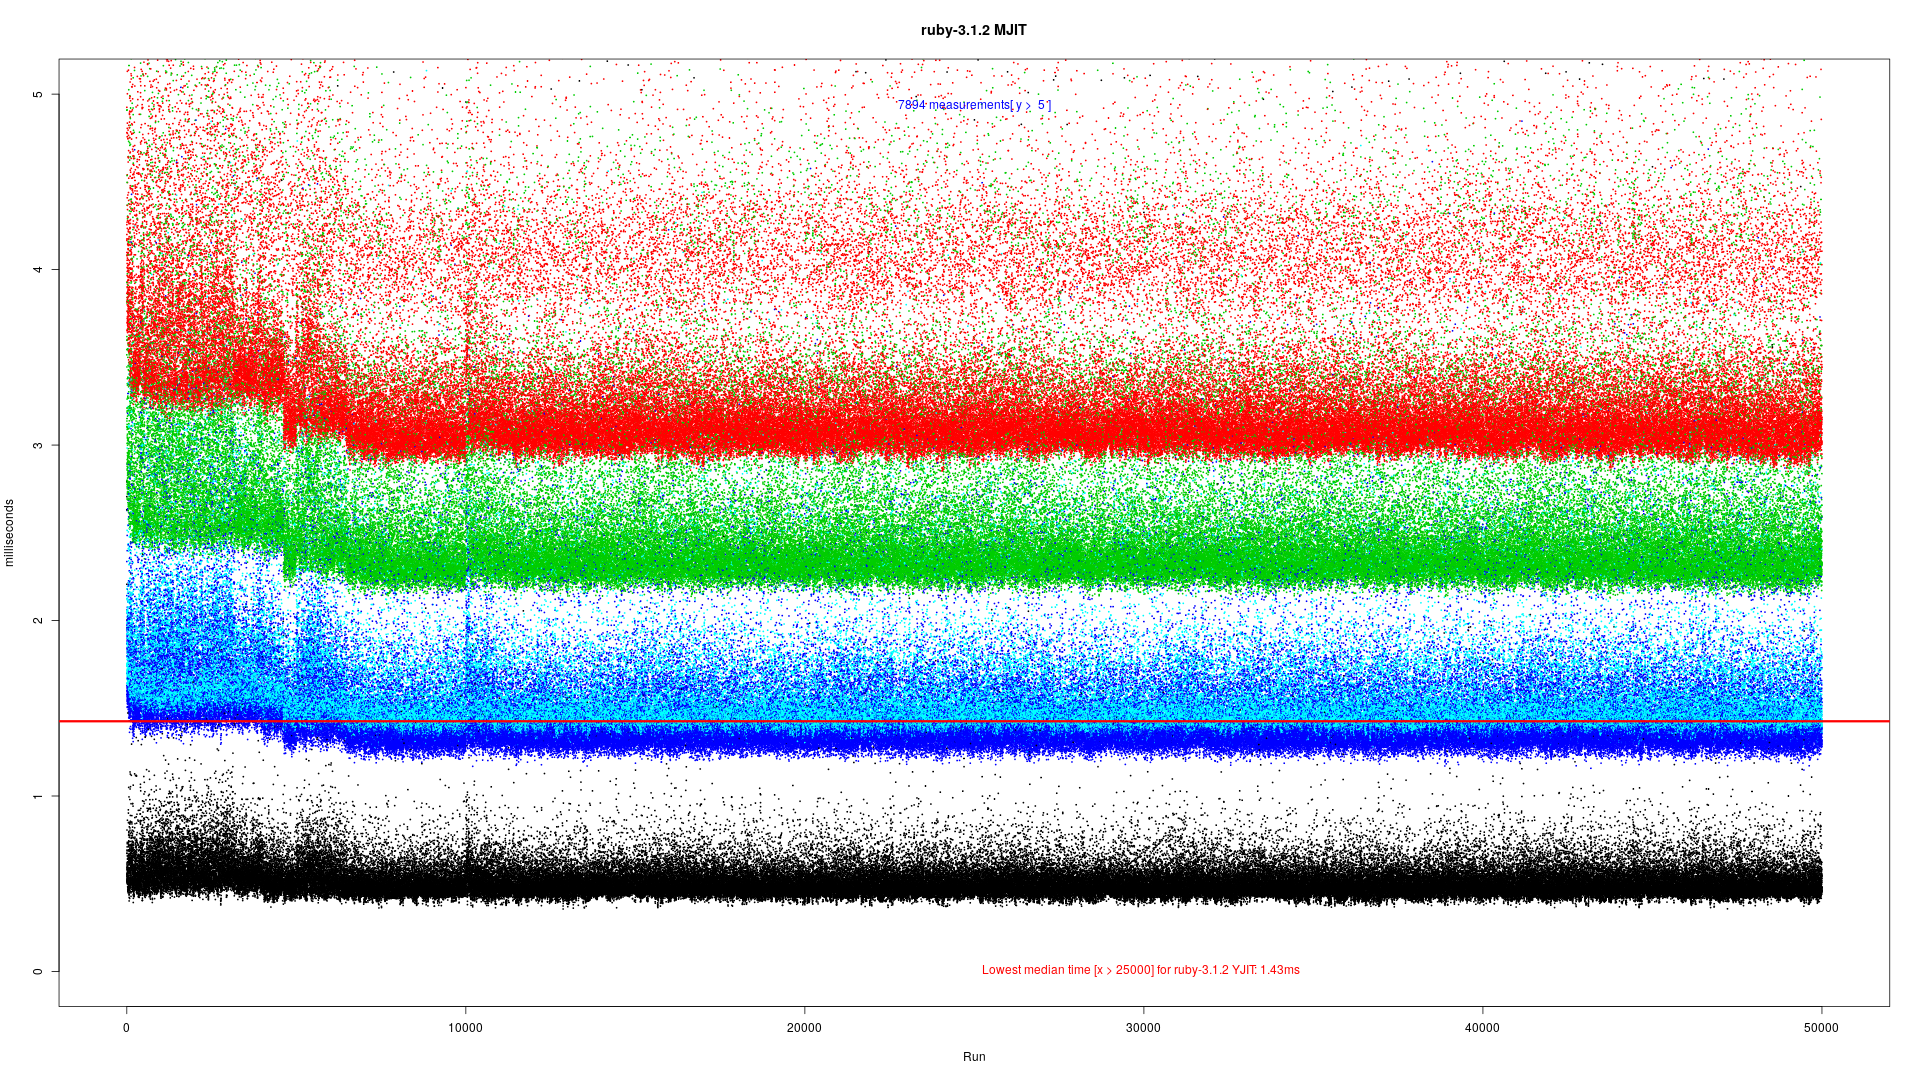 ruby-3.1.2 MJIT
7894 measurements[ y > 5 ]
milliseconds
5
4
3
2
1
0
Lowest median time [x > 25000] for ruby-3.1.2 YJIT: 1.43ms
0 10000 20000 30000 40000 50000
Run